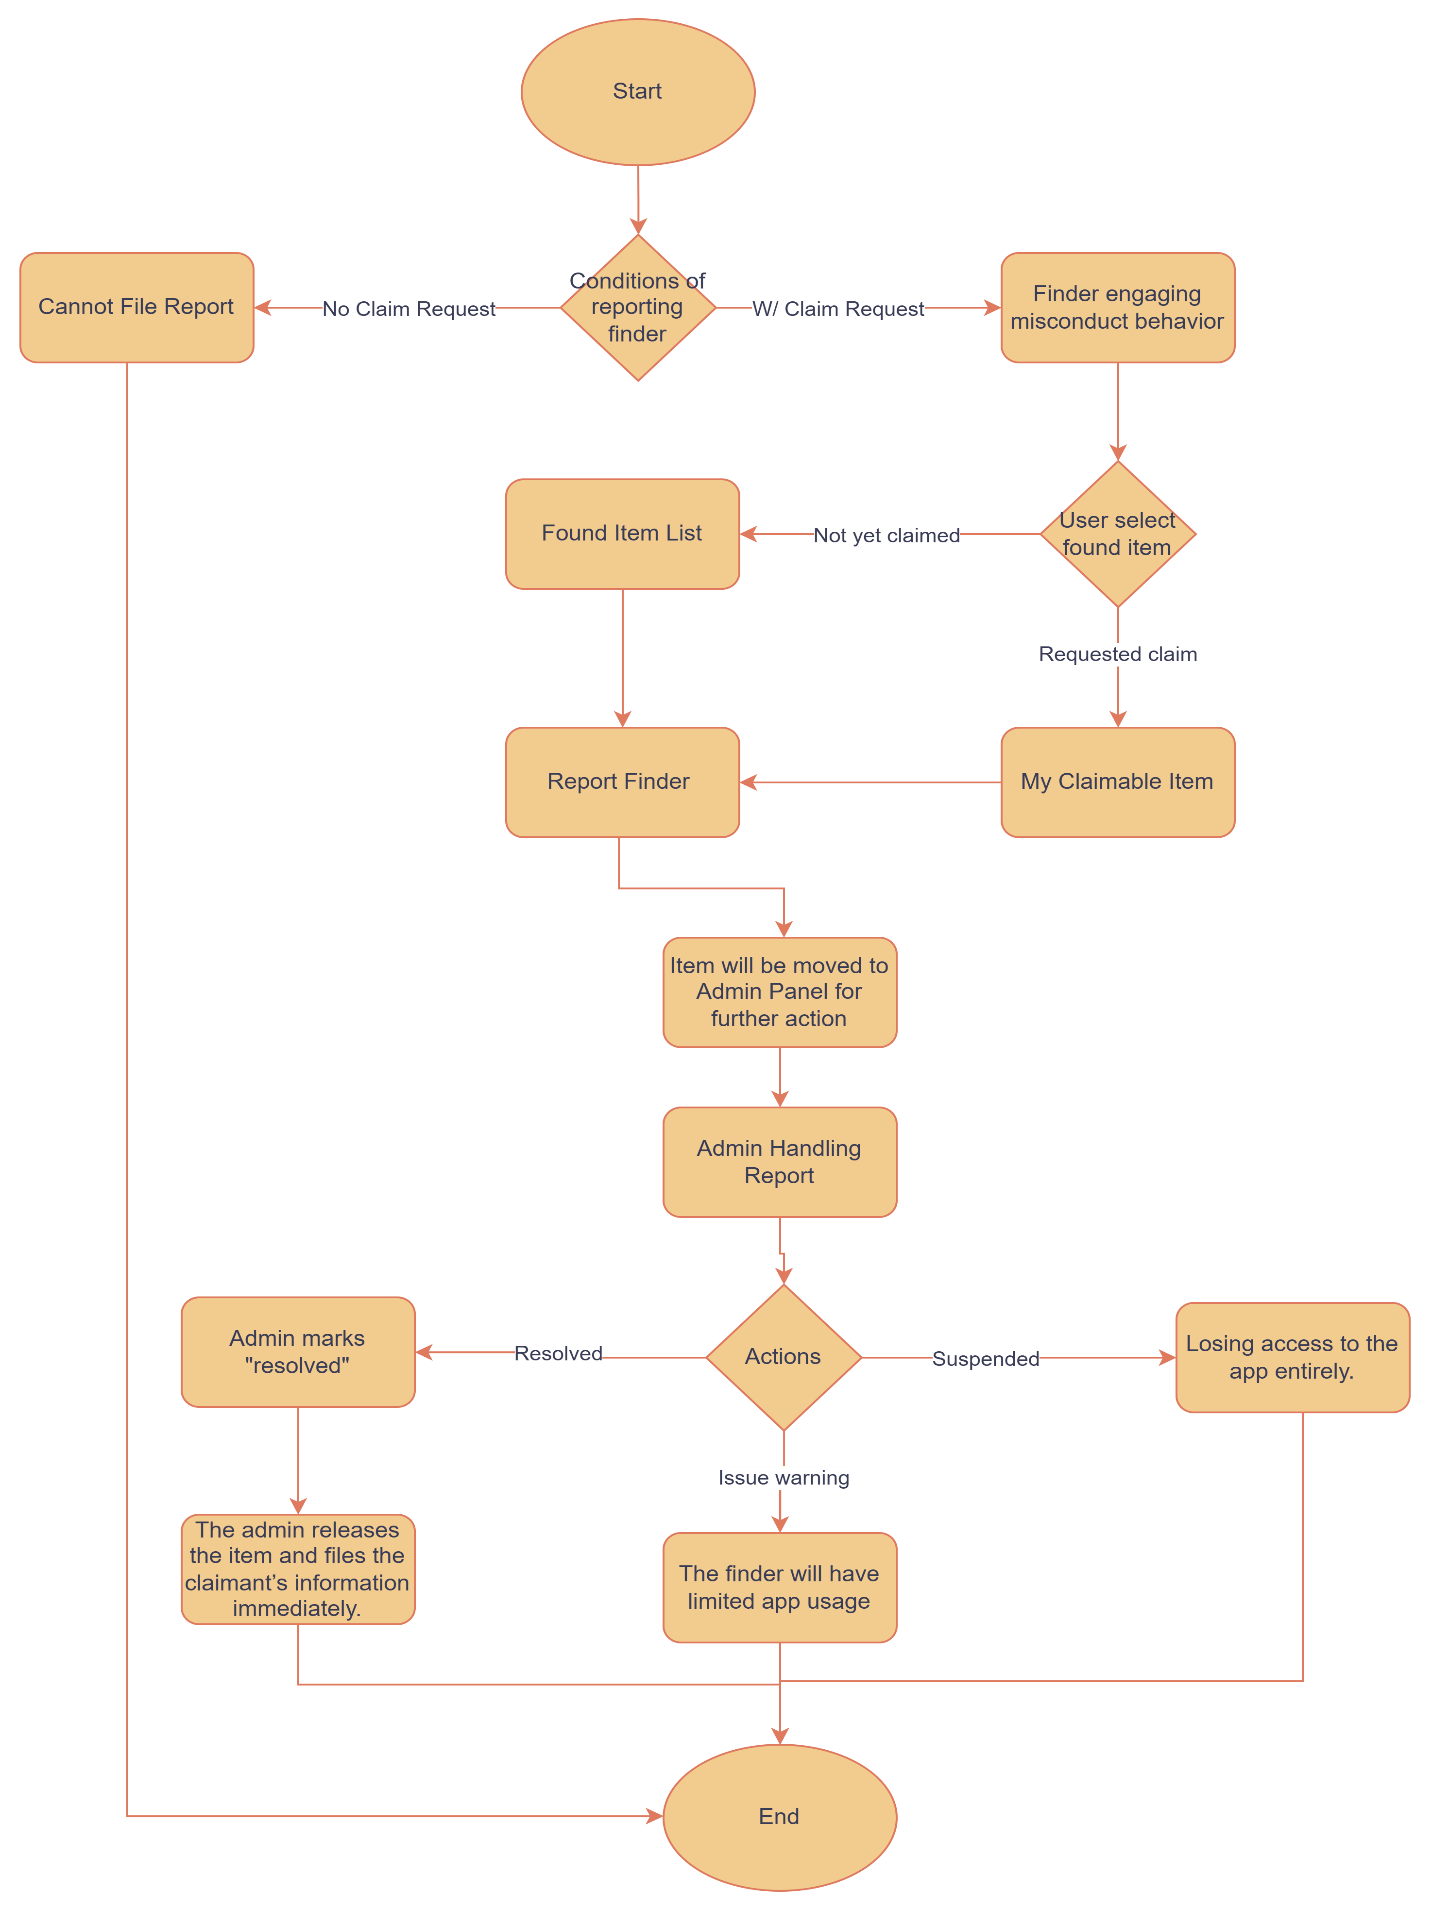 Start
Conditions of
reporting
finder
No Claim Request
Cannot File Report
W/ Claim Request
Finder engaging
misconduct behavior
User select
found item
Not yet claimed
Found Item List
Requested claim
My Claimable Item
Report Finder
Item will be moved to
Admin Panel for
further action
Admin Handling
Report
Actions
Resolved
Admin marks
"resolved"
Suspended
Losing access to the
app entirely.
Issue warning
The admin releases
the item and files the
claimant’s information
immediately.
The finder will have
limited app usage
End